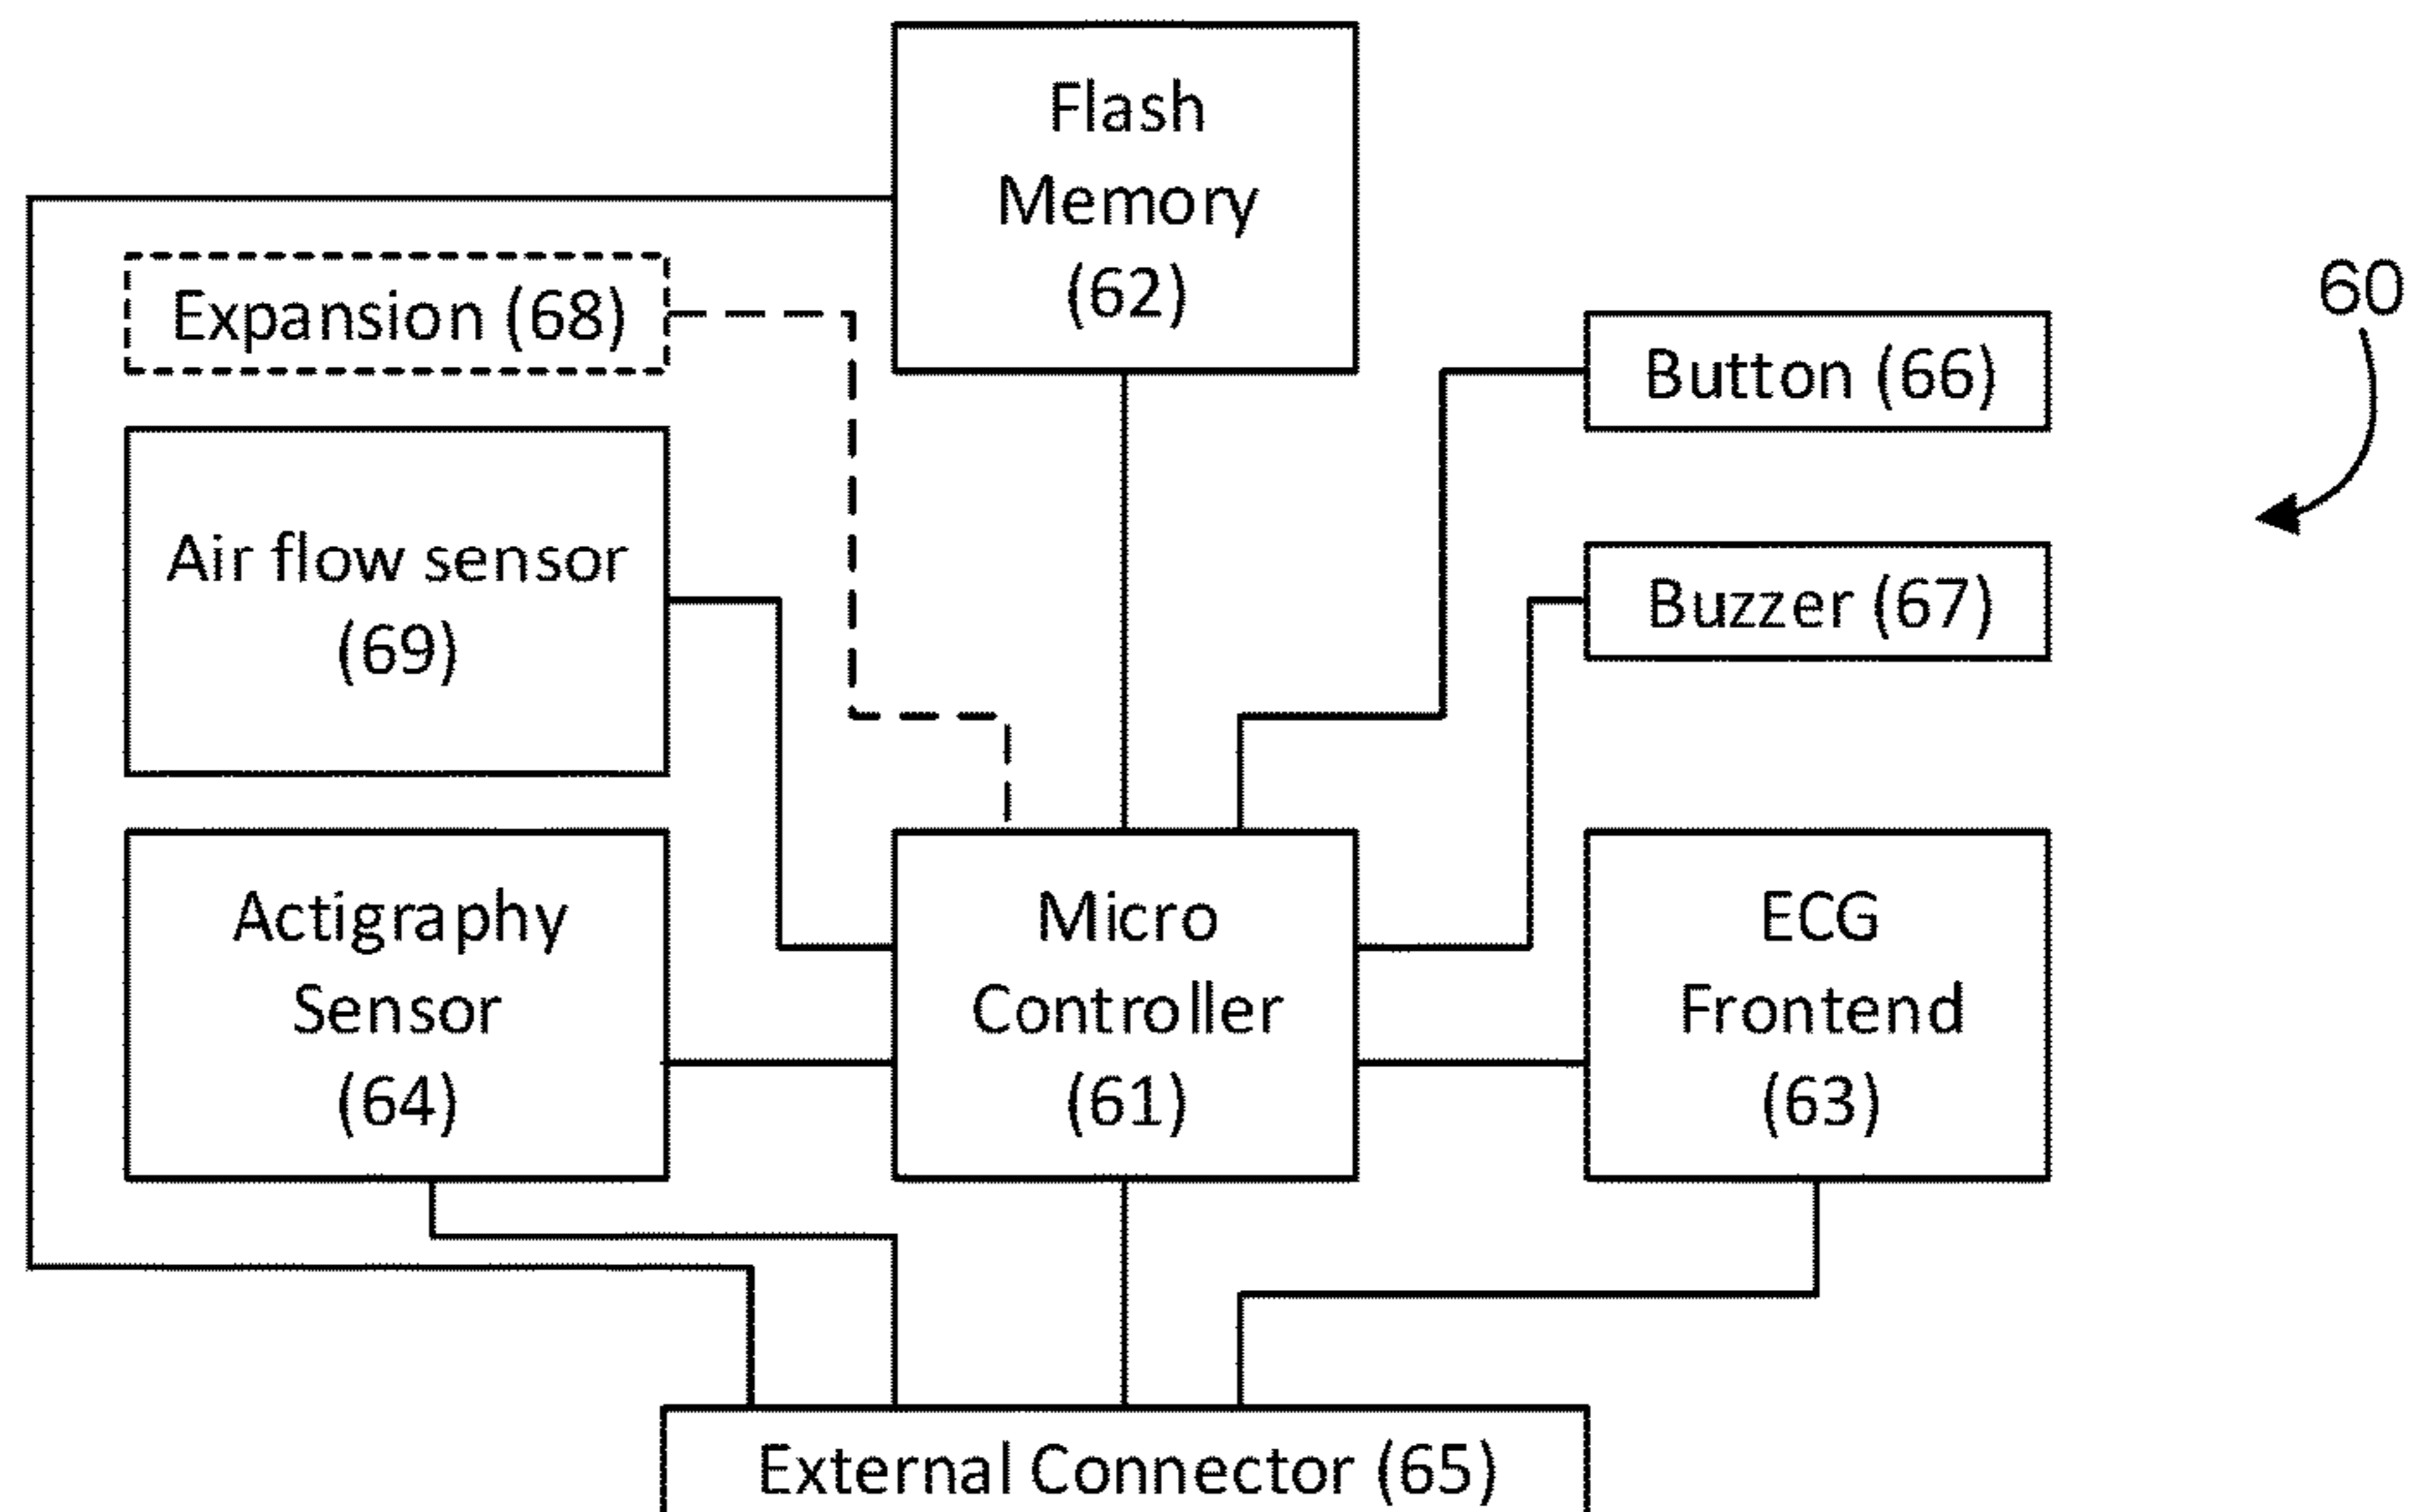 Flash
Memory
(62)
Expansion (68)
60
Button (66)
Air flow sensor
(69)
Buzzer (67)
Actigraphy
Sensor
(64)
Micro
Controller
(61)
ECG
Frontend
(63)
External Connector (65)